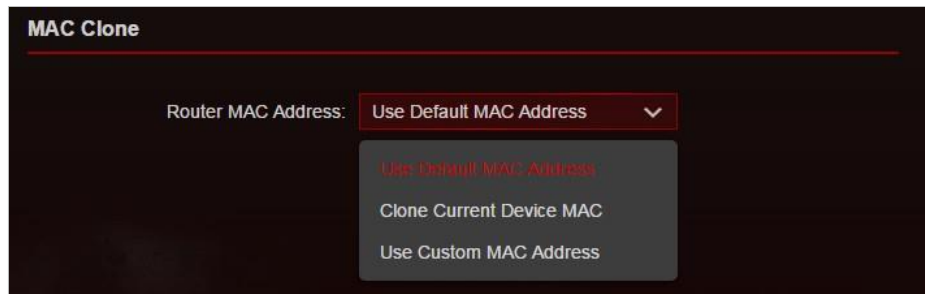 MAC Clone
Router MAC Address: Use Default MAC Address
Use Default MAC Address
Clone Current Device MAC
Use Custom MAC Address